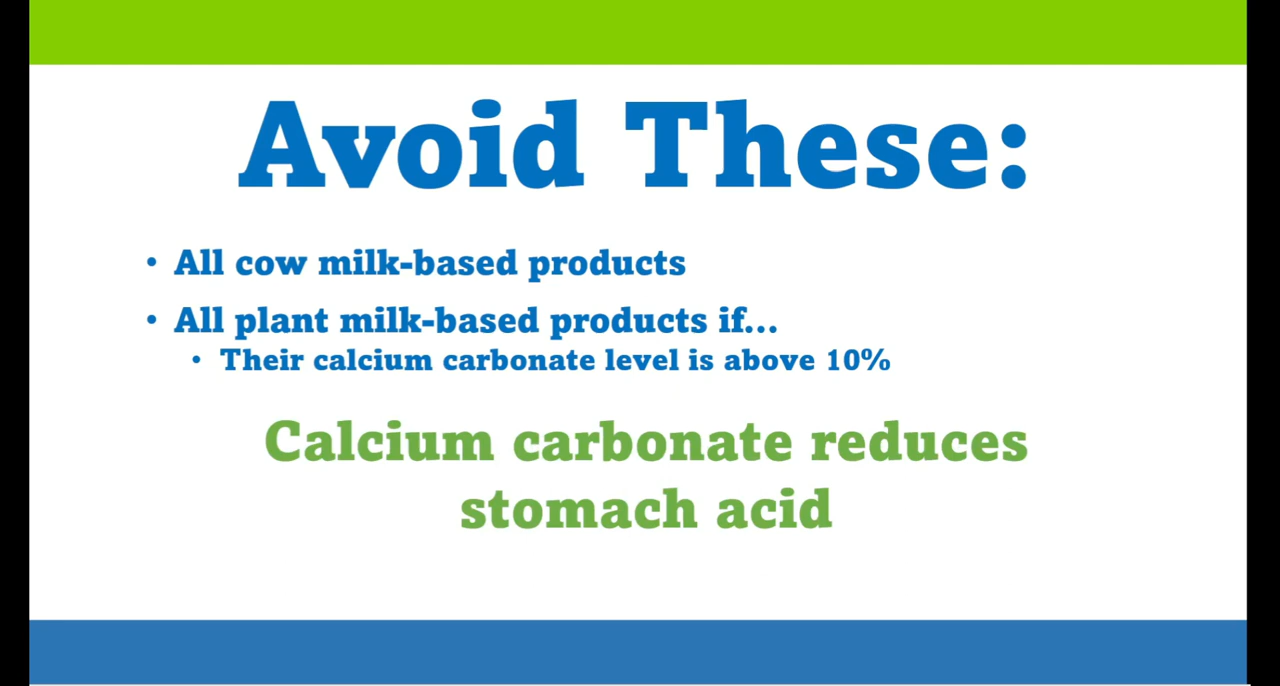 Avoid These:
• All cow milk-based products
• All plant milk-based products if...
• Their calcium carbonate level is above 10%
Calcium carbonate reduces
stomach acid